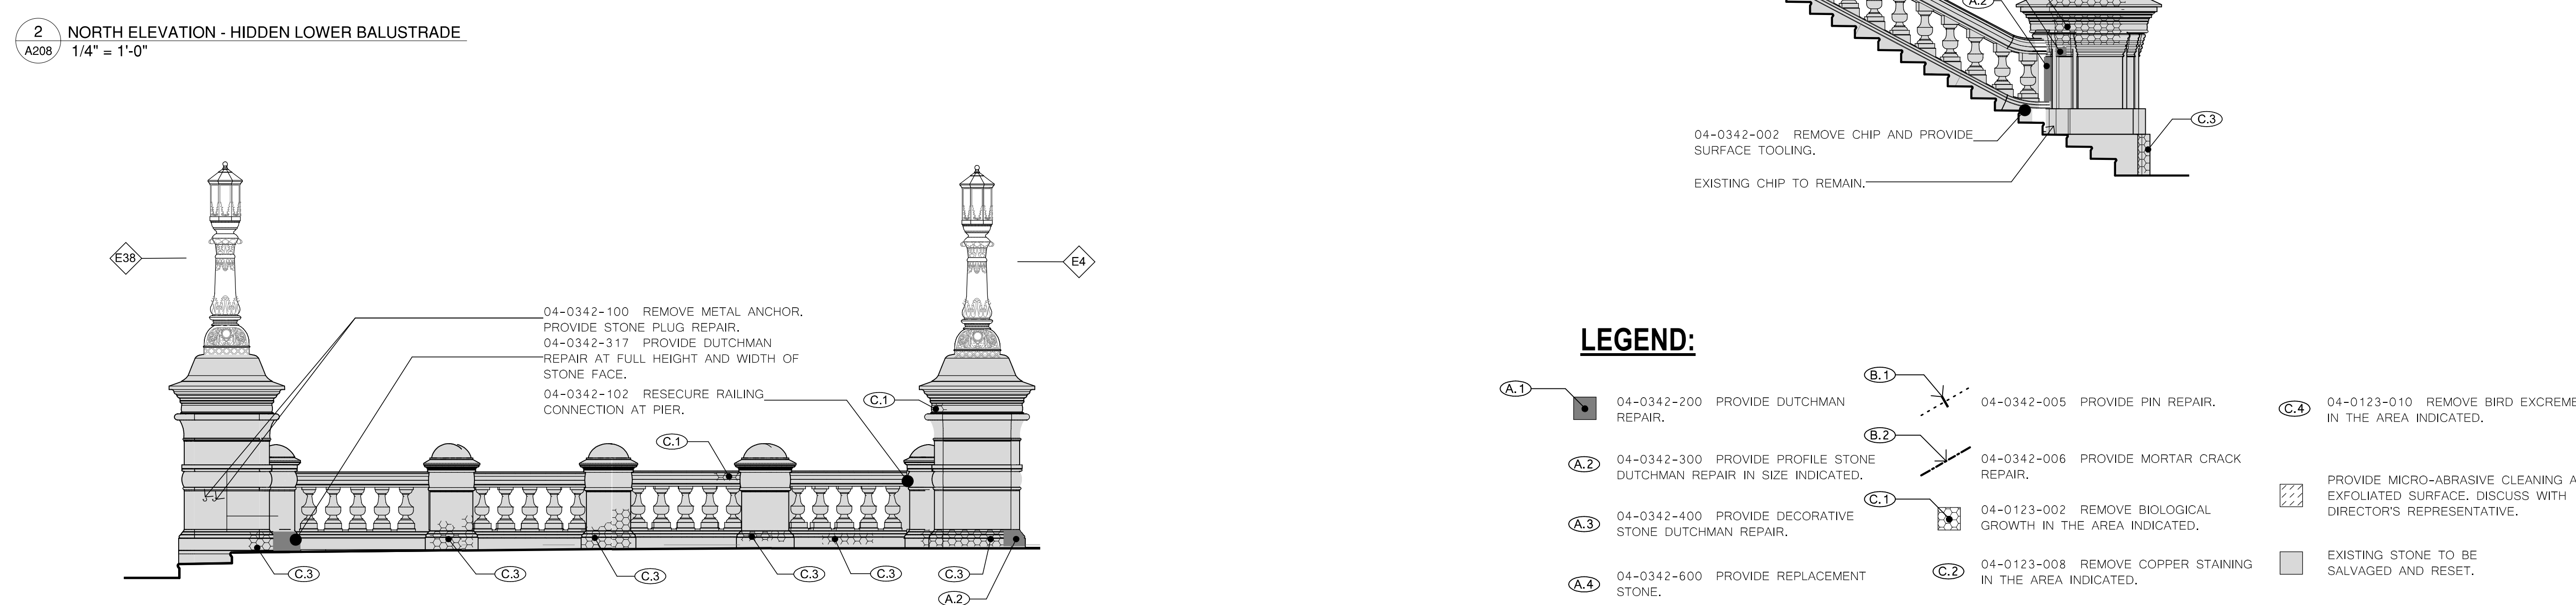 2
A208
NORTH ELEVATION - HIDDEN LOWER BALUSTRADE
1/4" = 1'-0"
A.2
04-0342-002 REMOVE CHIP AND PROVIDE
SURFACE TOOLING.
EXISTING CHIP TO REMAIN.
C.3
E38
E4
04-0342-100 REMOVE METAL ANCHOR.
PROVIDE STONE PLUG REPAIR.
04-0342-317 PROVIDE DUTCHMAN
REPAIR AT FULL HEIGHT AND WIDTH OF
STONE FACE.
04-0342-102 RESECURE RAILING
CONNECTION AT PIER.
C.1
C.1
C.3
C.3
C.3
C.3
C.3
C.3
A.2
LEGEND:
A.1
04-0342-200 PROVIDE DUTCHMAN
REPAIR.
A.2
04-0342-300 PROVIDE PROFILE STONE
DUTCHMAN REPAIR IN SIZE INDICATED.
A.3
04-0342-400 PROVIDE DECORATIVE
STONE DUTCHMAN REPAIR.
A.4
04-0342-600 PROVIDE REPLACEMENT
STONE.
B.1
04-0342-005 PROVIDE PIN REPAIR.
B.2
04-0342-006 PROVIDE MORTAR CRACK
REPAIR.
C.1
04-0123-002 REMOVE BIOLOGICAL
GROWTH IN THE AREA INDICATED.
C.2
04-0123-008 REMOVE COPPER STAINING
IN THE AREA INDICATED.
C.4
04-0123-010 REMOVE BIRD EXCREME
IN THE AREA INDICATED.
PROVIDE MICRO-ABRASIVE CLEANING A
EXFOLIATED SURFACE. DISCUSS WITH
DIRECTOR'S REPRESENTATIVE.
EXISTING STONE TO BE
SALVAGED AND RESET.